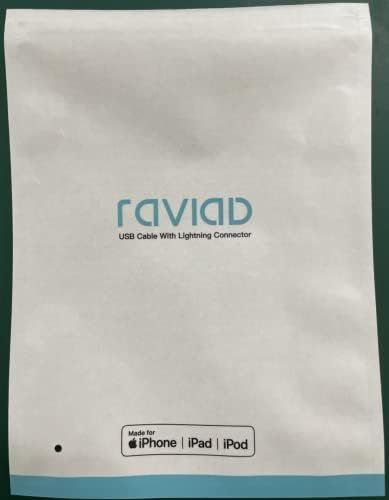 raviad
USB Cable With Lightning Connector
Made for
iPhone | iPad | iPod